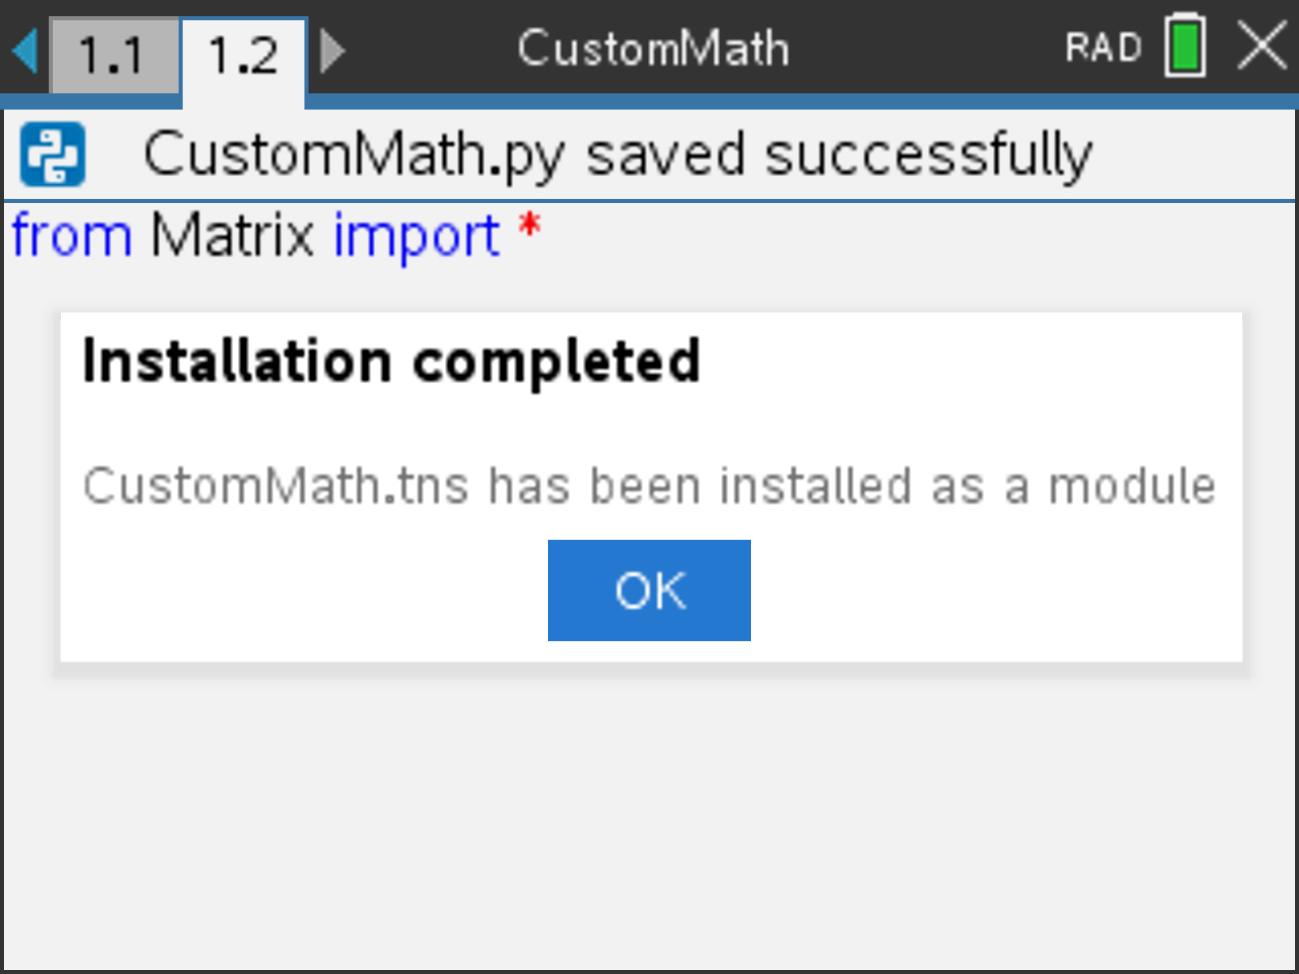 1.1 1.2 CustomMath RAD
CustomMath.py saved successfully
from Matrix import *
Installation completed
CustomMath.tns has been installed as a module
OK